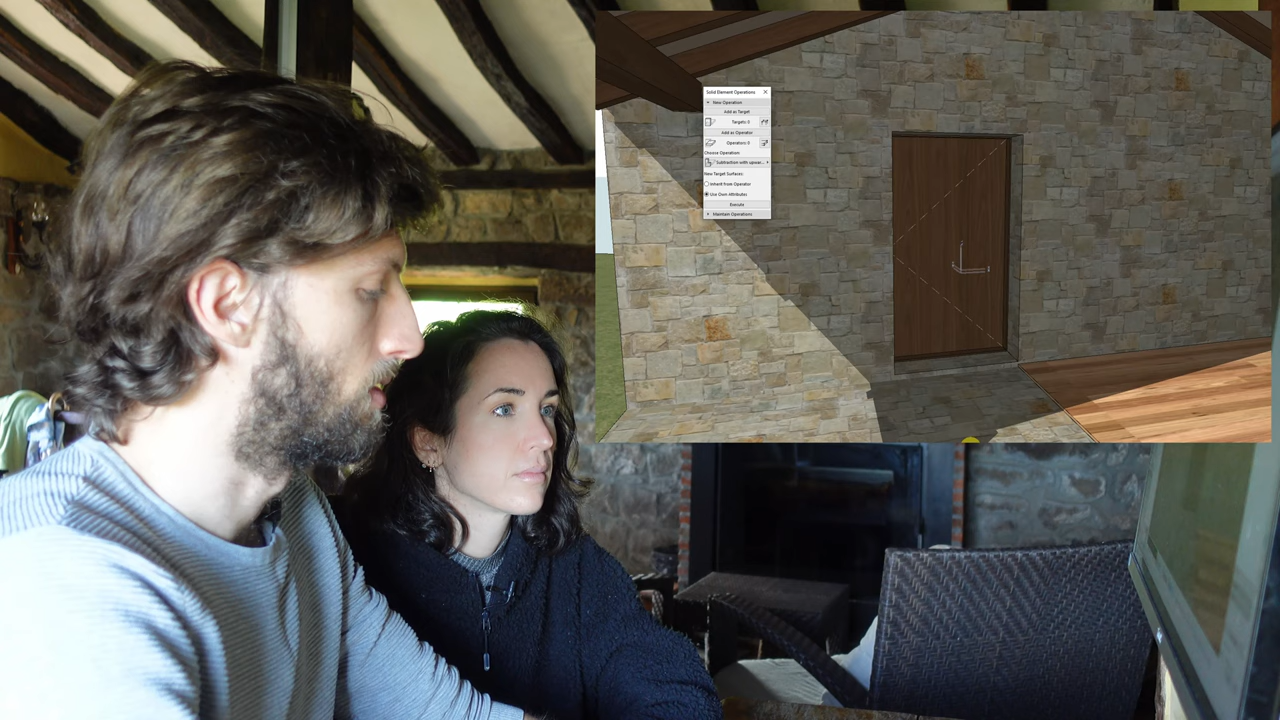 Solid Element Operations
New Operation
Add as Target
Targets: 0
Add as Operator
Operators: 0
Choose Operation:
Subtraction with upwar...
New Target Surfaces:
Inherit from Operator
Use Own Attributes
Execute
Maintain Operations